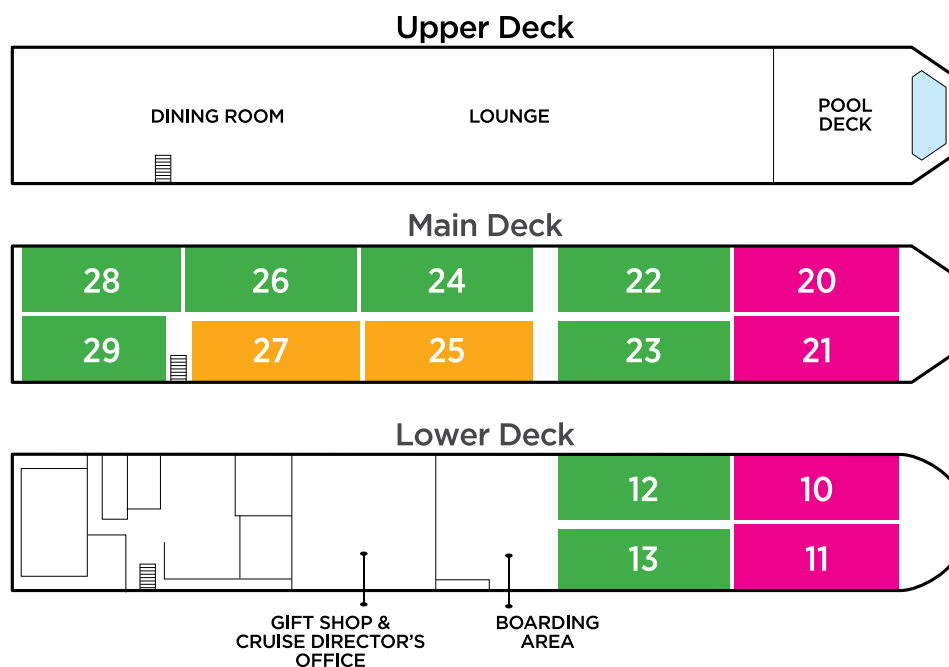 Upper Deck
DINING ROOM
LOUNGE
POOL
DECK
Main Deck
28 26 24 22 20
29 27 25 23 21
Lower Deck
12 10
13 11
GIFT SHOP &
CRUISE DIRECTOR'S
OFFICE
BOARDING
AREA